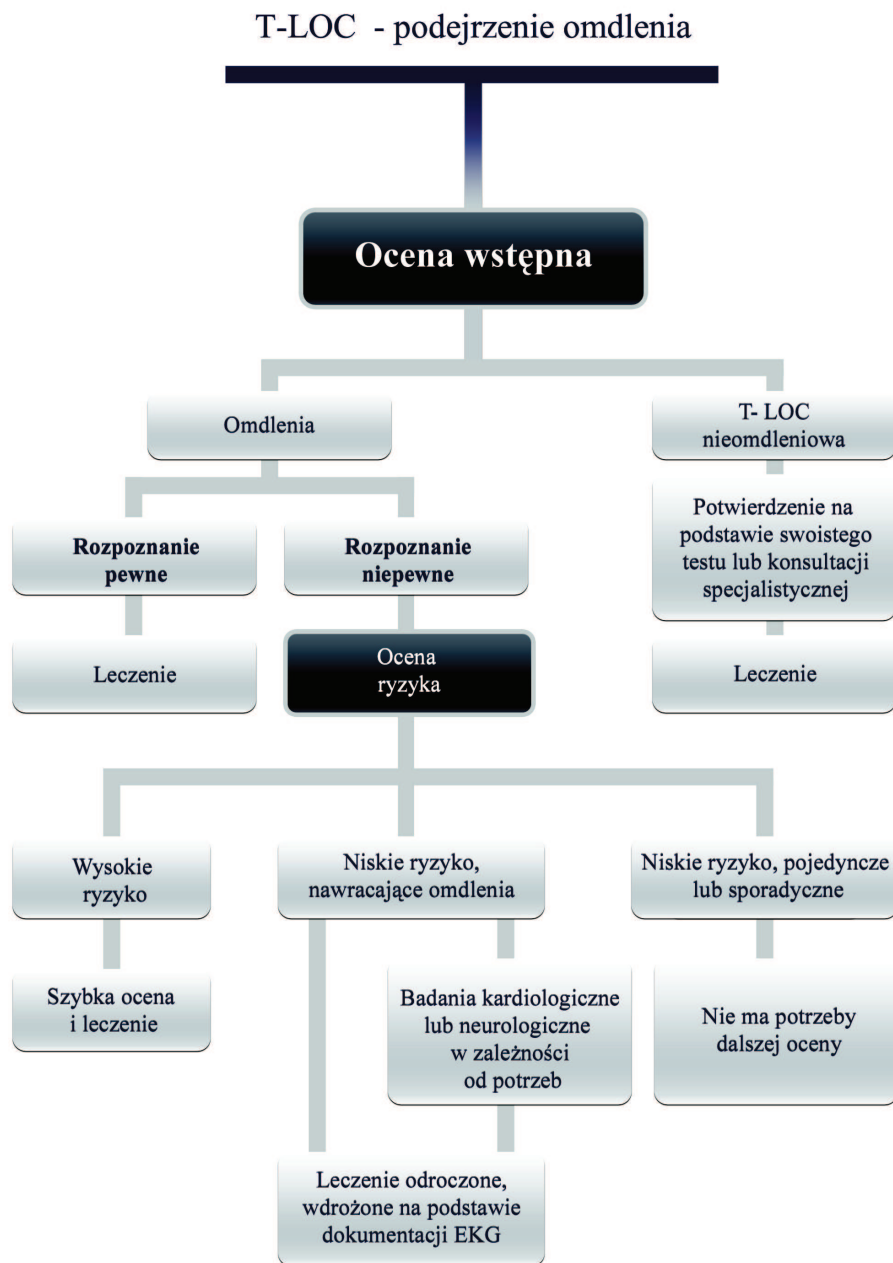 T-LOC - podejrzenie omdlenia
Ocena wstępna
Omdlenia
T- LOC
nieomdleniowa
Rozpoznanie
pewne
Rozpoznanie
niepewne
Potwierdzenie na
podstawie swoistego
testu lub konsultacji
specjalistycznej
Leczenie
Ocena
ryzyka
Leczenie
Wysokie
ryzyko
Niskie ryzyko,
nawracające omdlenia
Niskie ryzyko, pojedyncze
lub sporadyczne
Szybka ocena
i leczenie
Badania kardiologiczne
lub neurologiczne
w zależności
od potrzeb
Nie ma potrzeby
dalszej oceny
Leczenie odroczone,
wdrożone na podstawie
dokumentacji EKG